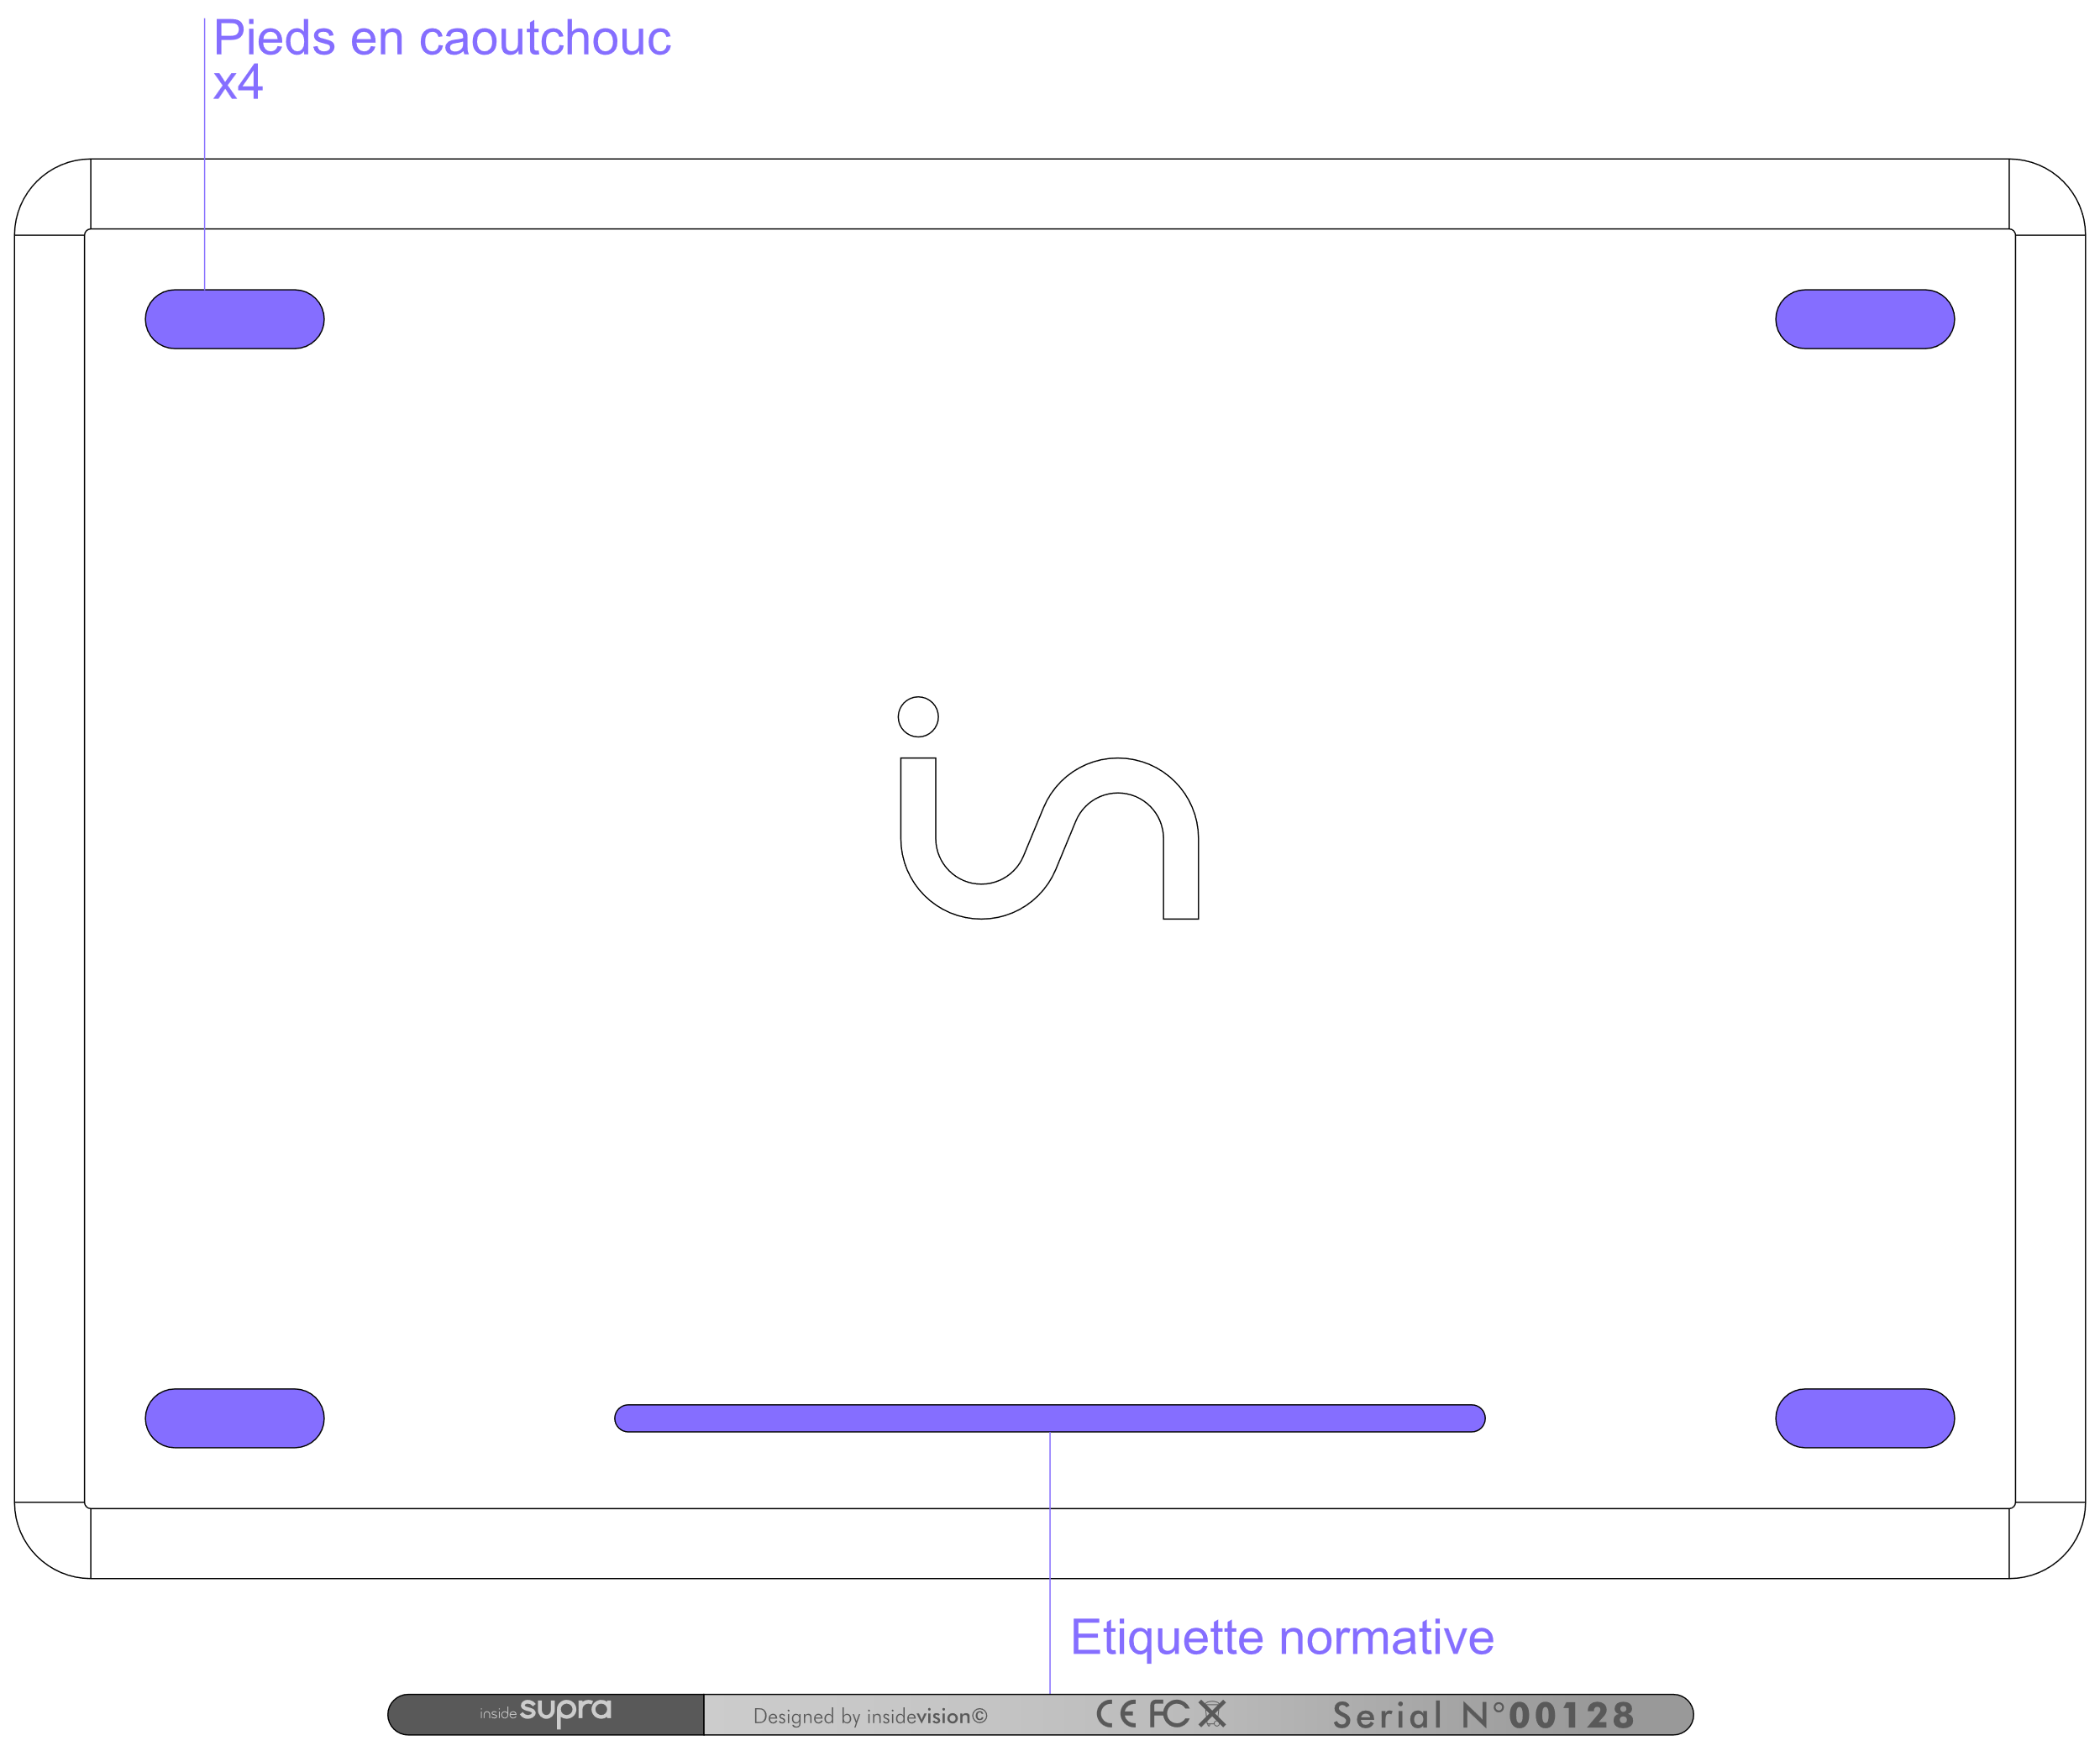 Pieds en caoutchouc
x4
Etiquette normative
inside supra Designed by insidevision© CE FC Serial N°00128